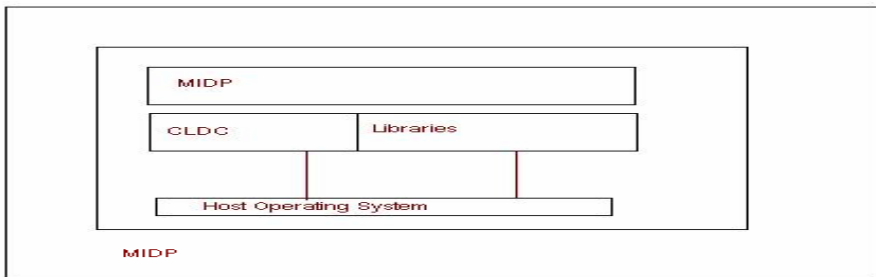 MIDP
CLDC
Libraries
Host Operating System
MIDP